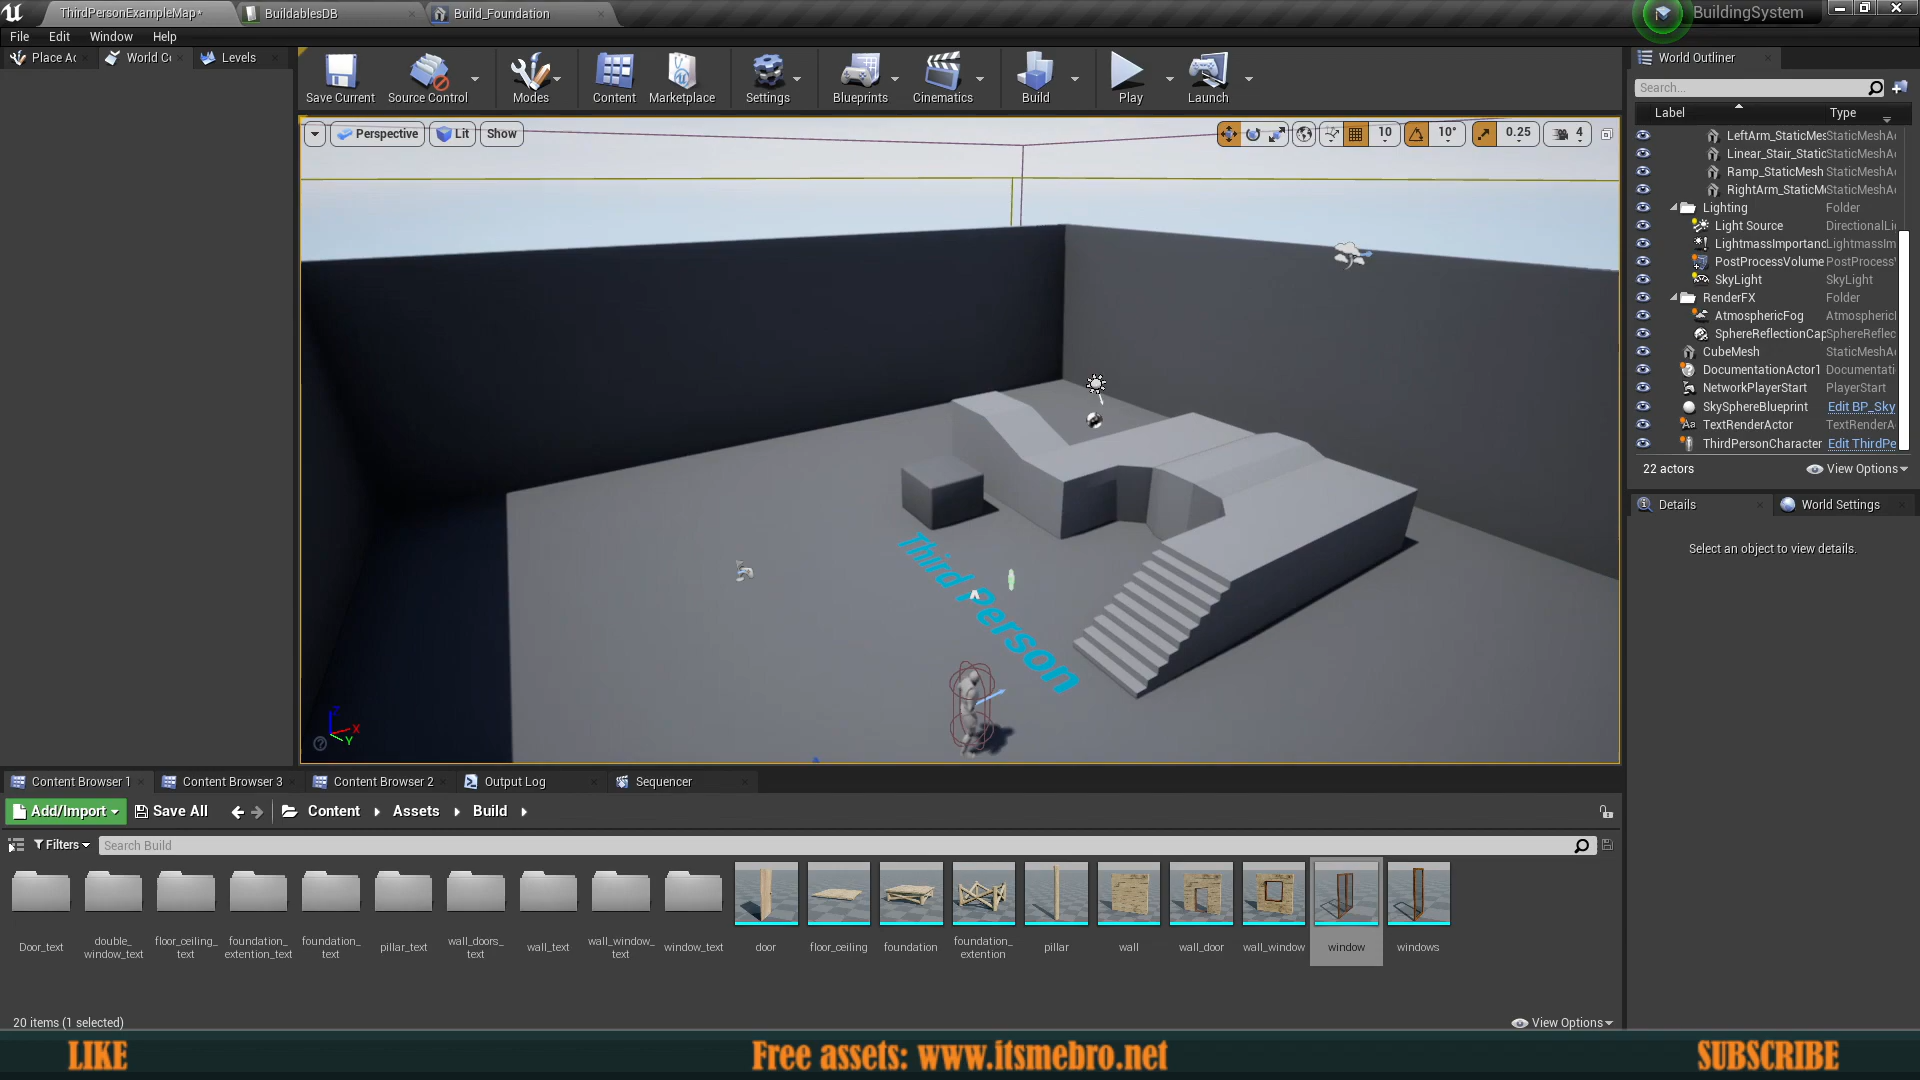 ThirdPersonExampleMap*
BuildablesDB
Build_Foundation
BuildingSystem
File
Edit
Window
Help
Place Ac
World Co
Levels
Save Current
Source Control
Modes
Content
Marketplace
Settings
Blueprints
Cinematics
Build
Play
Launch
World Outliner
Search...
Label
Type
Perspective
Lit
Show
10
10°
0.25
4
LeftArm_StaticMes
StaticMeshA
Linear_Stair_Static
StaticMeshA
Ramp_StaticMesh
StaticMeshA
RightArm_StaticM
StaticMeshA
Lighting
Folder
Light Source
DirectionalLi
LightmassImportanc
LightmassIm
PostProcessVolume
PostProcess
SkyLight
SkyLight
RenderFX
Folder
AtmosphericFog
Atmospheric
SphereReflectionCap
SphereReflec
CubeMesh
StaticMeshA
DocumentationActor1
Documentati
NetworkPlayerStart
PlayerStart
SkySphereBlueprint
Edit BP_Sky
TextRenderActor
TextRenderA
ThirdPersonCharacter
Edit ThirdPe
22 actors
View Options
Details
World Settings
Select an object to view details.
Third Person
Z
X
Y
Content Browser 1
Content Browser 3
Content Browser 2
Output Log
Sequencer
Add/Import
Save All
Content
Assets
Build
Filters
Search Build
Door_text
double_
window_text
floor_ceiling_
text
foundation_
extention_text
foundation_
text
pillar_text
wall_doors_
text
wall_text
wall_window_
text
window_text
door
floor_ceiling
foundation
foundation_
extention
pillar
wall
wall_door
wall_window
window
windows
20 items (1 selected)
View Options
LIKE
Free assets: www.itsmebro.net
SUBSCRIBE